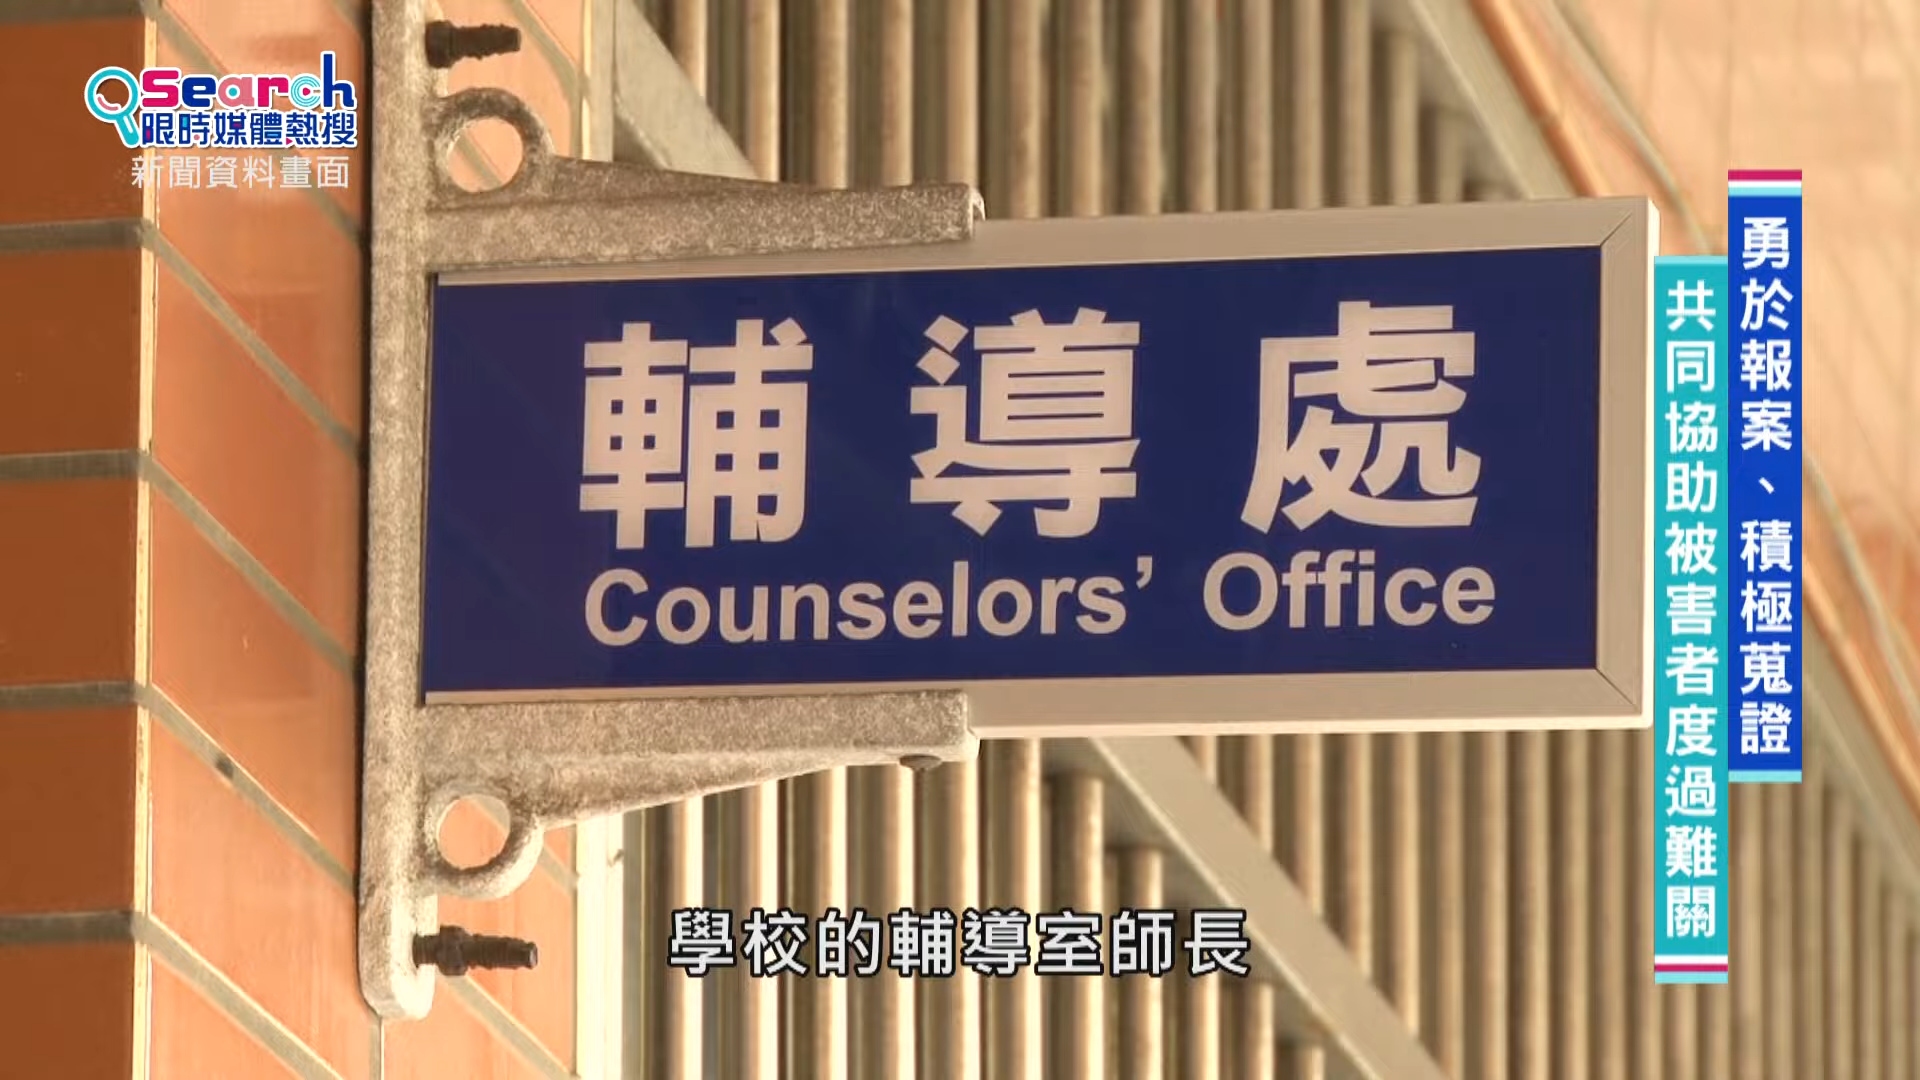 Search
限時媒體熱搜
新聞資料畫面
輔導處
Counselors’ Office
勇於報案、積極蒐證
共同協助被害者度過難關
學校的輔導室師長